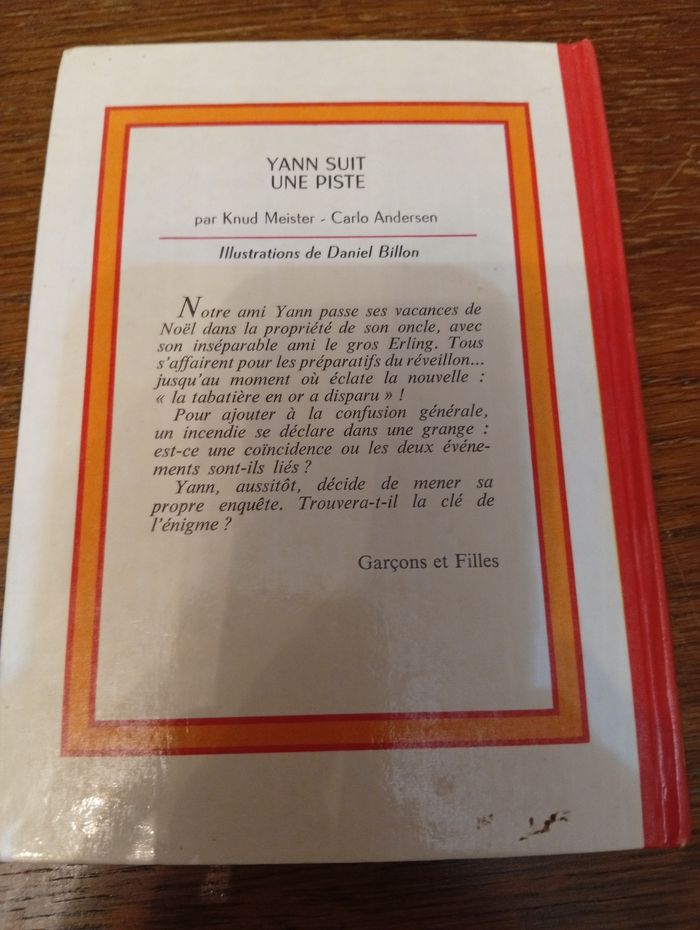 YANN SUIT
UNE PISTE
par Knud Meister - Carlo Andersen
Illustrations de Daniel Billon
Notre ami Yann passe ses vacances de
Noël dans la propriété de son oncle, avec
son inséparable ami le gros Erling. Tous
s'affairent pour les préparatifs du réveillon...
jusqu'au moment où éclate la nouvelle :
« la tabatière en or a disparu » !
Pour ajouter à la confusion générale,
un incendie se déclare dans une grange :
est-ce une coïncidence ou les deux événe-
ments sont-ils liés ?
Yann, aussitôt, décide de mener sa
propre enquête. Trouvera-t-il la clé de
l'énigme ?
Garçons et Filles